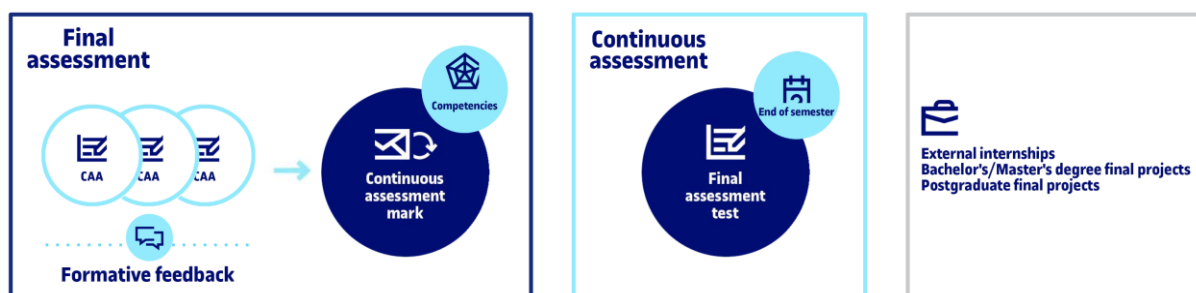 Final
assessment
Competencies
CAA
CAA
CAA
Continuous
assessment
mark
Formative feedback
Continuous
assessment
End of semester
Final
assessment
test
External internships
Bachelor's/Master's degree final projects
Postgraduate final projects